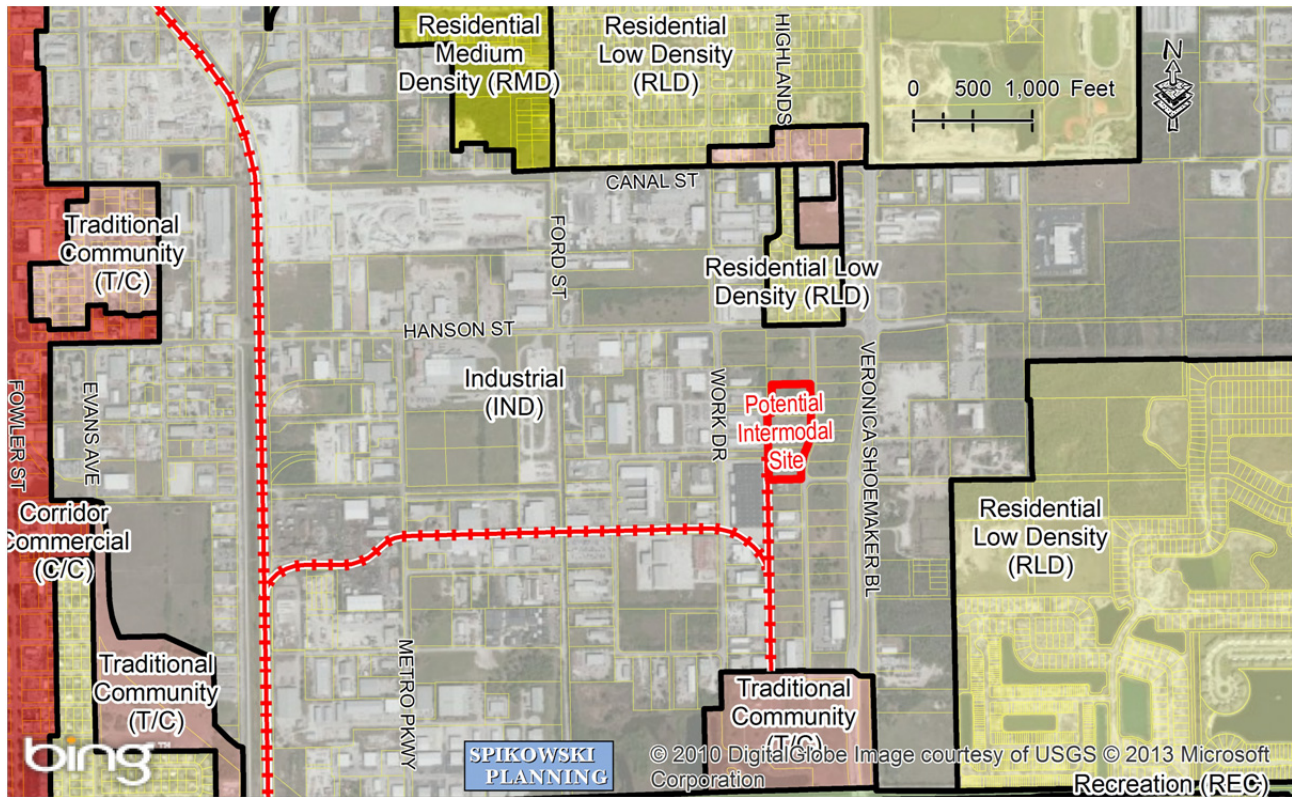 Residential
Medium
Density (RMD)
Residential
Low Density
(RLD)
HIGHLANDS
0 500 1,000 Feet
N
CANAL ST
Traditional
Community
(T/C)
FORD ST
Residential Low
Density (RLD)
HANSON ST
Industrial
(IND)
WORK DR
Potential
Intermodal
Site
VERONICA SHOEMAKER BL
FOWLER ST
EVANS AVE
Corridor
Commercial
(C/C)
Residential
Low Density
(RLD)
METRO PKWY
Traditional
Community
(T/C)
Traditional
Community
(T/C)
bing™
SPIKOWSKI
PLANNING
© 2010 DigitalGlobe Image courtesy of USGS © 2013 Microsoft
Corporation
Recreation (REC)